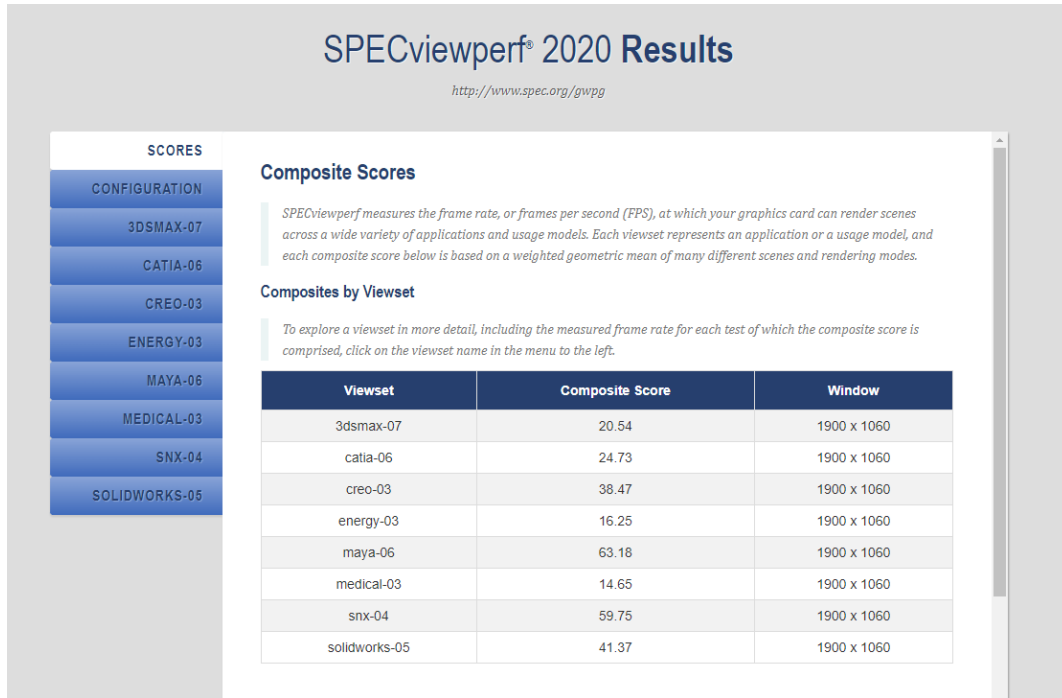 SPECviewperf® 2020 Results
http://www.spec.org/gwpg
SCORES
CONFIGURATION
3DSMAX-07
CATIA-06
CREO-03
ENERGY-03
MAYA-06
MEDICAL-03
SNX-04
SOLIDWORKS-05
Composite Scores
SPECviewperf measures the frame rate, or frames per second (FPS), at which your graphics card can render scenes
across a wide variety of applications and usage models. Each viewset represents an application or a usage model, and
each composite score below is based on a weighted geometric mean of many different scenes and rendering modes.
Composites by Viewset
To explore a viewset in more detail, including the measured frame rate for each test of which the composite score is
comprised, click on the viewset name in the menu to the left.
Viewset Composite Score Window
3dsmax-07 20.54 1900 x 1060
catia-06 24.73 1900 x 1060
creo-03 38.47 1900 x 1060
energy-03 16.25 1900 x 1060
maya-06 63.18 1900 x 1060
medical-03 14.65 1900 x 1060
snx-04 59.75 1900 x 1060
solidworks-05 41.37 1900 x 1060